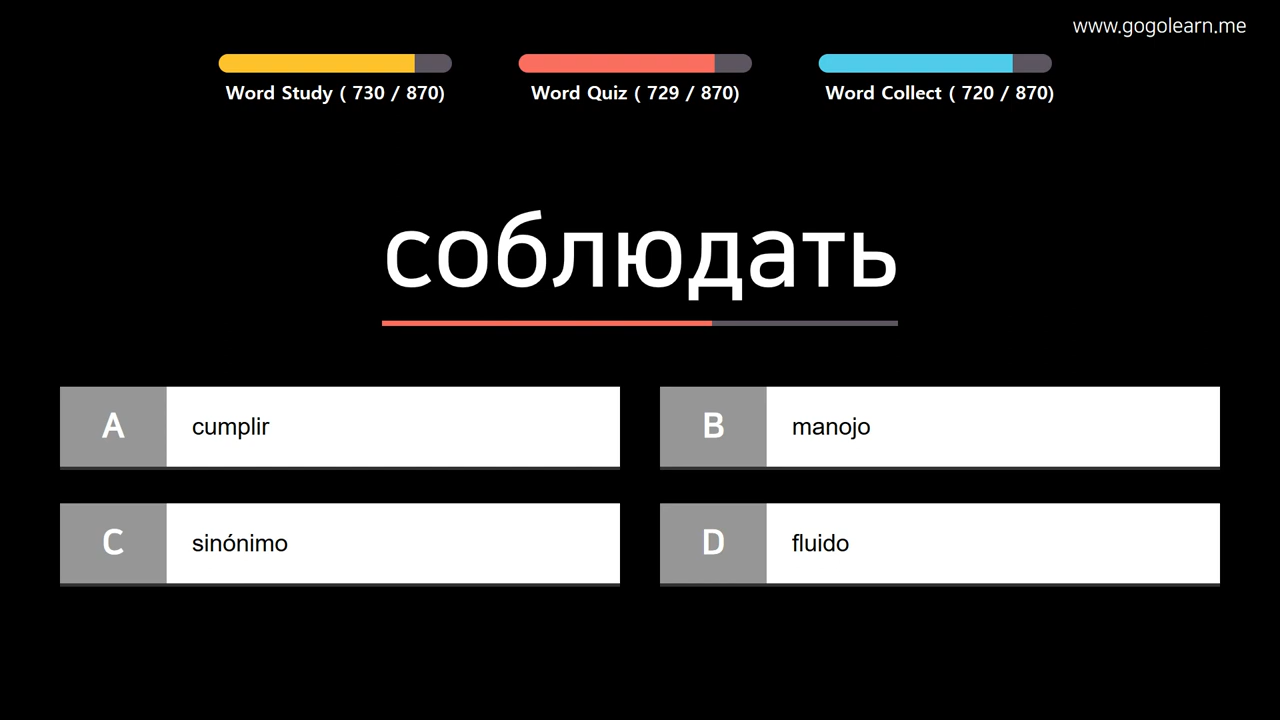 www.gogolearn.me
Word Study ( 730 / 870)
Word Quiz ( 729 / 870)
Word Collect ( 720 / 870)
соблюдать
A cumplir
B manojo
C sinónimo
D fluido